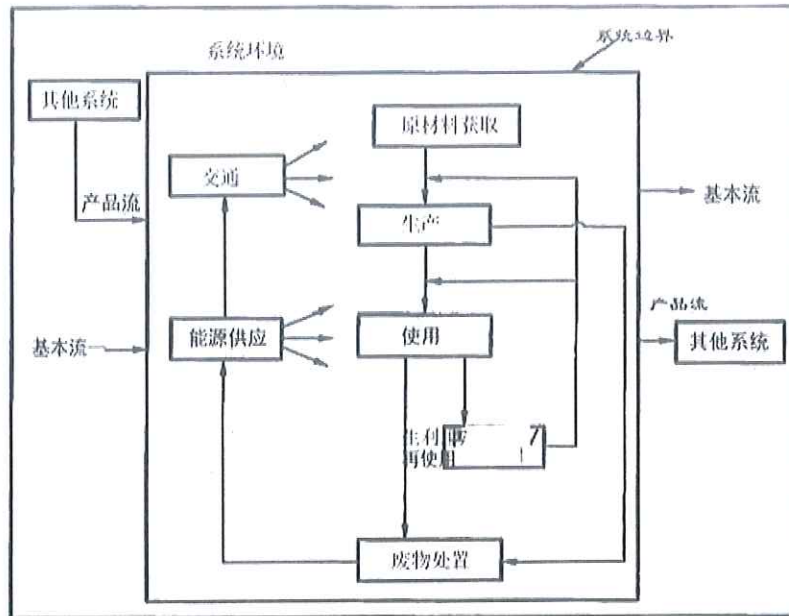 系统环境
系统边界
其他系统
原材料获取
交通
产品流
基本流
生产
产品流
能源供应
使用
基本流
其他系统
生利
再使用
废物处置